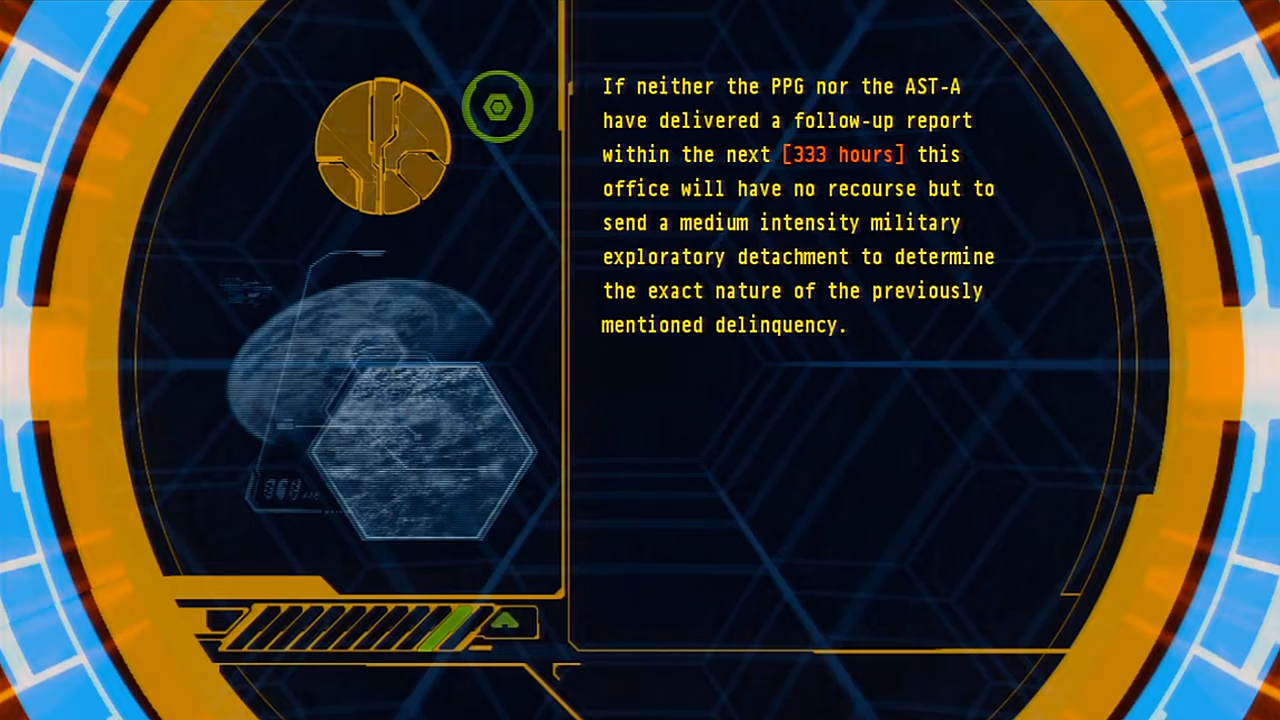 If neither the PPG nor the AST-A
have delivered a follow-up report
within the next [333 hours] this
office will have no recourse but to
send a medium intensity military
exploratory detachment to determine
the exact nature of the previously
mentioned delinquency.